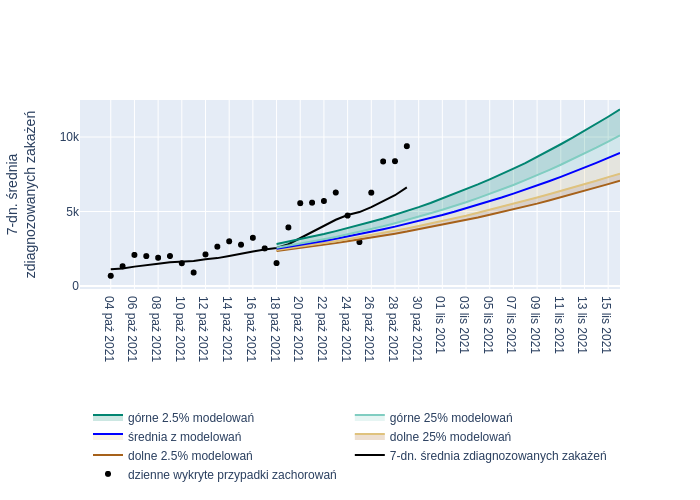 7-dn. średnia
zdiagnozowanych zakażeń
10k
5k
0
04 paź 2021
06 paź 2021
08 paź 2021
10 paź 2021
12 paź 2021
14 paź 2021
16 paź 2021
18 paź 2021
20 paź 2021
22 paź 2021
24 paź 2021
26 paź 2021
28 paź 2021
30 paź 2021
01 lis 2021
03 lis 2021
05 lis 2021
07 lis 2021
09 lis 2021
11 lis 2021
13 lis 2021
15 lis 2021
górne 2.5% modelowań
górne 25% modelowań
średnia z modelowań
dolne 25% modelowań
dolne 2.5% modelowań
7-dn. średnia zdiagnozowanych zakażeń
dzienne wykryte przypadki zachorowań